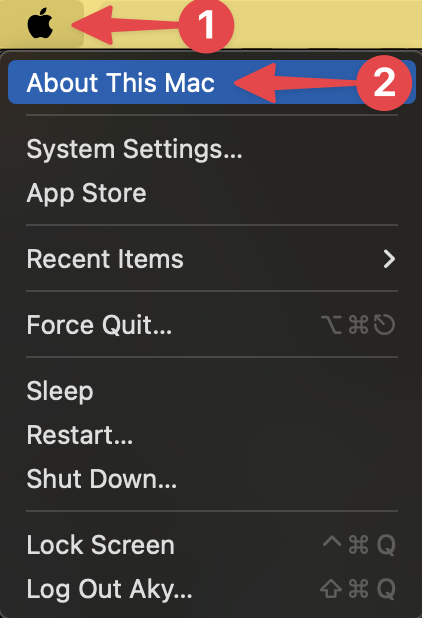 1
About This Mac
2
System Settings...
App Store
Recent Items
Force Quit... ⌥⌘⎋
Sleep
Restart...
Shut Down...
Lock Screen ^⌘Q
Log Out Aky... ⇧⌘Q